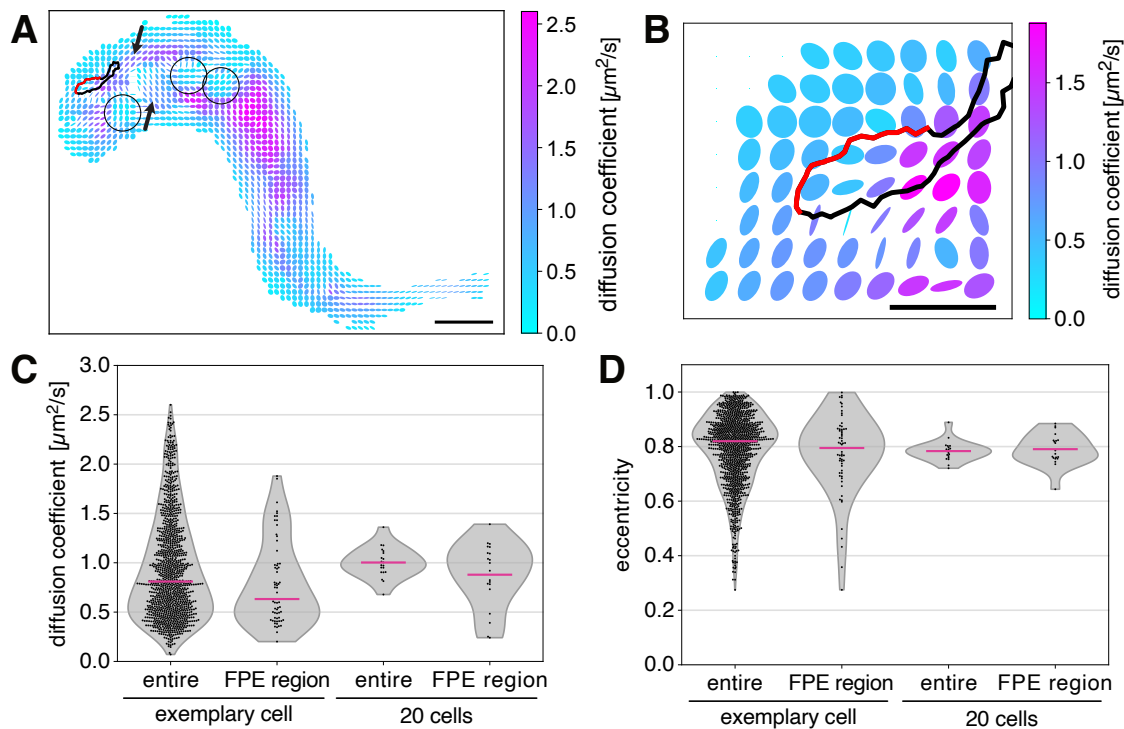 A
2.5
2.0
1.5
1.0
0.5
0.0
diffusion coefficient [µm²/s]
B
1.5
1.0
0.5
0.0
diffusion coefficient [µm²/s]
C
3.0
2.5
2.0
1.5
1.0
0.5
0.0
diffusion coefficient [µm²/s]
entire FPE region entire FPE region
exemplary cell 20 cells
D
1.0
0.8
0.6
0.4
0.2
0.0
eccentricity
entire FPE region entire FPE region
exemplary cell 20 cells